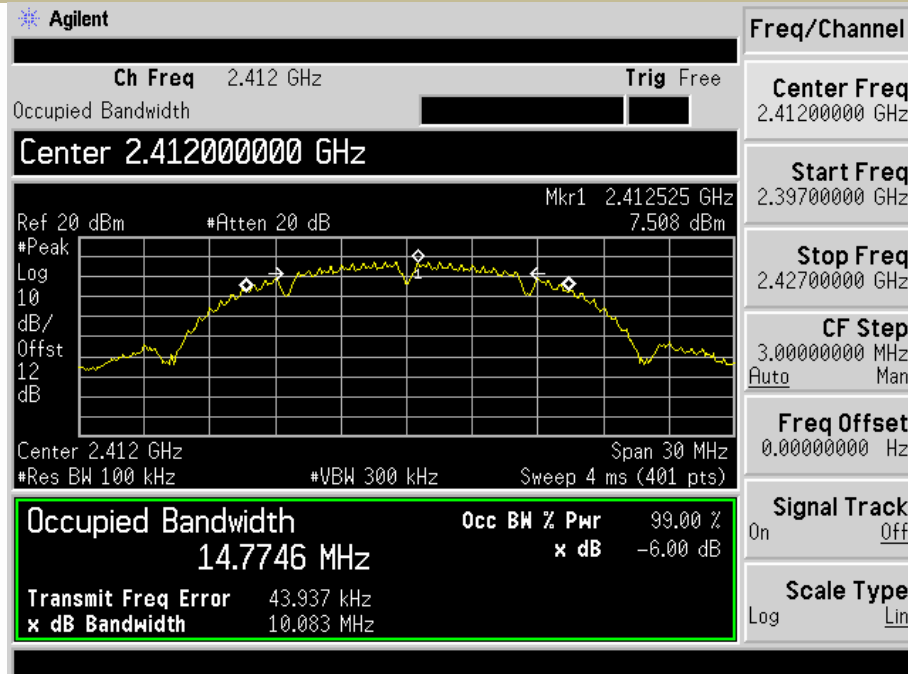 Agilent
Freq/Channel
Ch Freq 2.412 GHz Trig Free
Occupied Bandwidth
Center 2.412000000 GHz
Mkr1 2.412525 GHz
Ref 20 dBm #Atten 20 dB 7.508 dBm
#Peak
Log
10
dB/
Offst
12
dB
1
Center 2.412 GHz Span 30 MHz
#Res BW 100 kHz #VBW 300 kHz Sweep 4 ms (401 pts)
Occupied Bandwidth Occ BW % Pwr 99.00 %
14.7746 MHz x dB -6.00 dB
Transmit Freq Error 43.937 kHz
x dB Bandwidth 10.083 MHz
Center Freq
2.41200000 GHz
Start Freq
2.39700000 GHz
Stop Freq
2.42700000 GHz
CF Step
3.00000000 MHz
Auto Man
Freq Offset
0.00000000 Hz
Signal Track
On Off
Scale Type
Log Lin